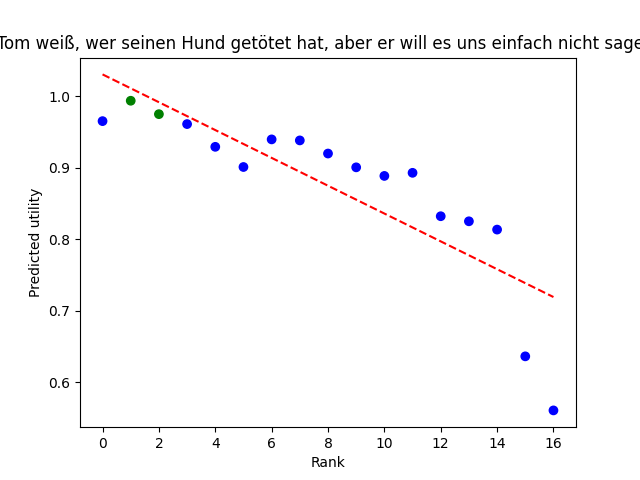 Tom weiß, wer seinen Hund getötet hat, aber er will es uns einfach nicht sage
1.0
0.9
0.8
0.7
0.6
Predicted utility
0 2 4 6 8 10 12 14 16
Rank